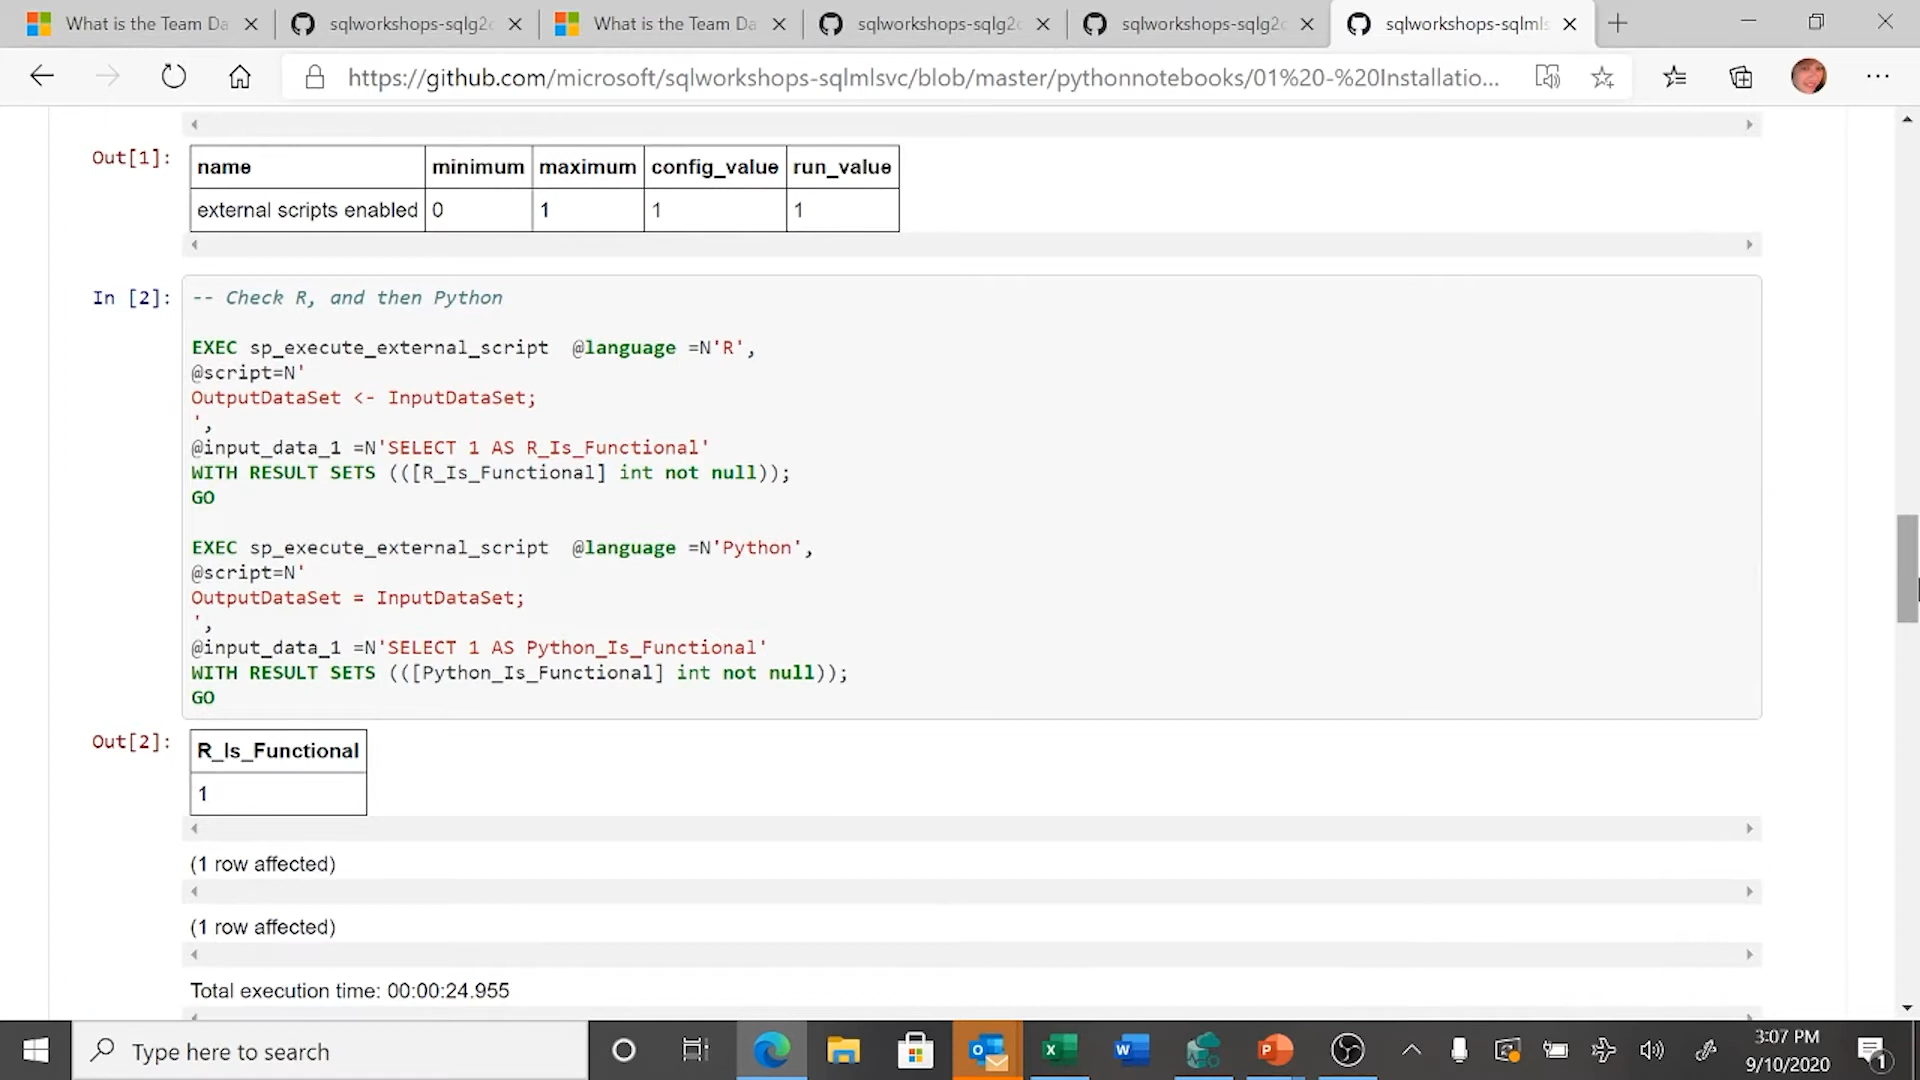 What is the Team Da
sqlworkshops-sqlg2c
What is the Team Da
sqlworkshops-sqlg2c
sqlworkshops-sqlg2c
sqlworkshops-sqlmls
https://github.com/microsoft/sqlworkshops-sqlmlsvc/blob/master/pythonnotebooks/01%20-%20Installatio...
Out[1]:
name minimum maximum config_value run_value
external scripts enabled 0 1 1 1
In [2]:
-- Check R, and then Python
EXEC sp_execute_external_script @language =N'R',
@script=N'
OutputDataSet <- InputDataSet;
',
@input_data_1 =N'SELECT 1 AS R_Is_Functional'
WITH RESULT SETS (([R_Is_Functional] int not null));
GO
EXEC sp_execute_external_script @language =N'Python',
@script=N'
OutputDataSet = InputDataSet;
',
@input_data_1 =N'SELECT 1 AS Python_Is_Functional'
WITH RESULT SETS (([Python_Is_Functional] int not null));
GO
Out[2]:
R_Is_Functional
1
(1 row affected)
(1 row affected)
Total execution time: 00:00:24.955
Type here to search
3:07 PM
9/10/2020
1